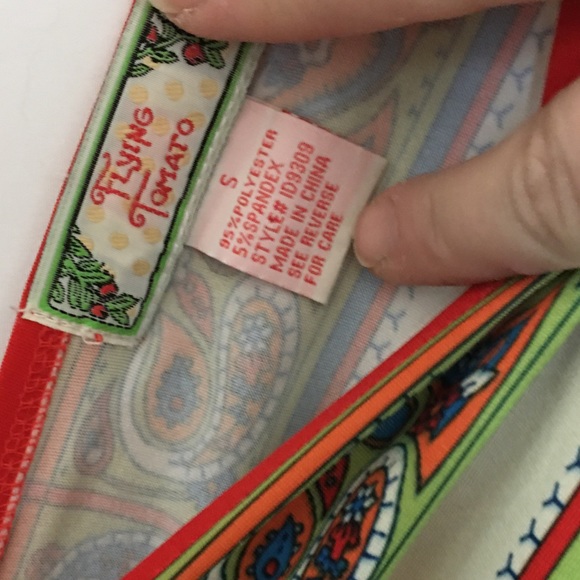 FLYING
TOMATO
S
95%POLYESTER
5%SPANDEX
STYLE# ID9309
MADE IN CHINA
SEE REVERSE
FOR CARE